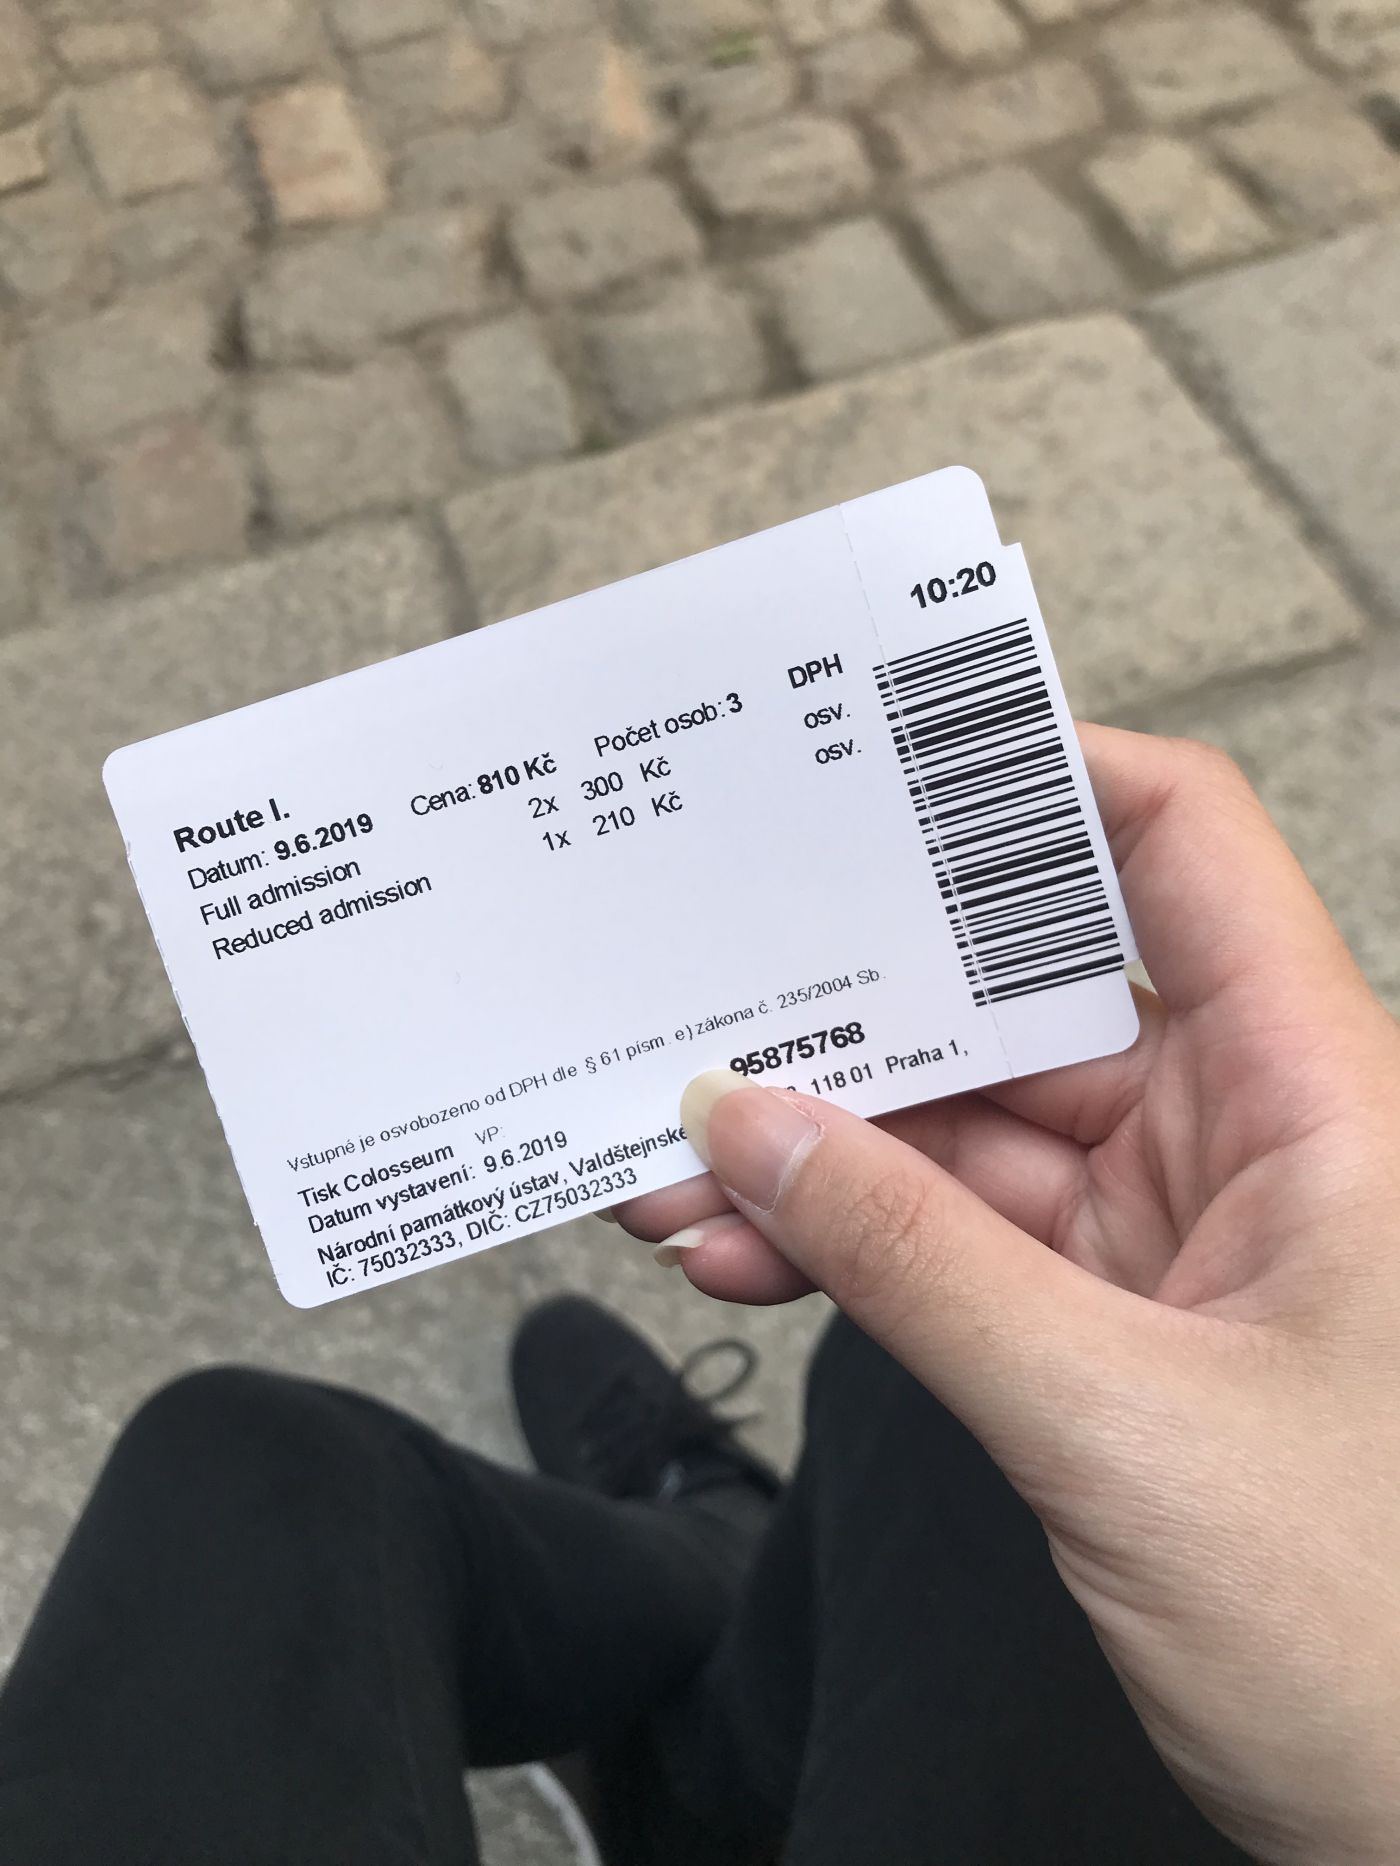 10:20
Route I.
Datum: 9.6.2019 Cena: 810 Kč Počet osob: 3 DPH
Full admission 2x 300 Kč osv.
Reduced admission 1x 210 Kč osv.
Vstupné je osvobozeno od DPH dle § 61 písm. e) zákona č. 235/2004 Sb.
Tisk Colosseum VP: 95875768
Datum vystavení: 9.6.2019
Národní památkový ústav, Valdštejnské 118 01 Praha 1,
IČ: 75032333, DIČ: CZ75032333